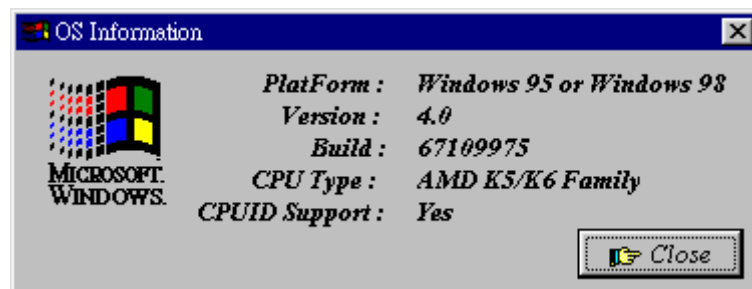 OS Information
PlatForm : Windows 95 or Windows 98
Version : 4.0
Build : 67109975
CPU Type : AMD K5/K6 Family
CPUID Support : Yes
MICROSOFT.
WINDOWS.
Close